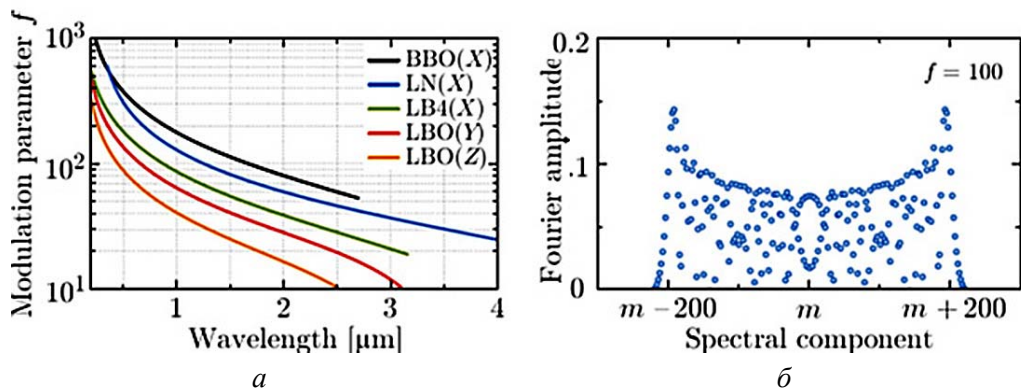 Modulation parameter f
10³
10²
10¹
1
2
3
4
Wavelength [µm]
BBO(X)
LN(X)
LB4(X)
LBO(Y)
LBO(Z)
а
Fourier amplitude
0.2
0.1
0
f = 100
m − 200
m
m + 200
Spectral component
б